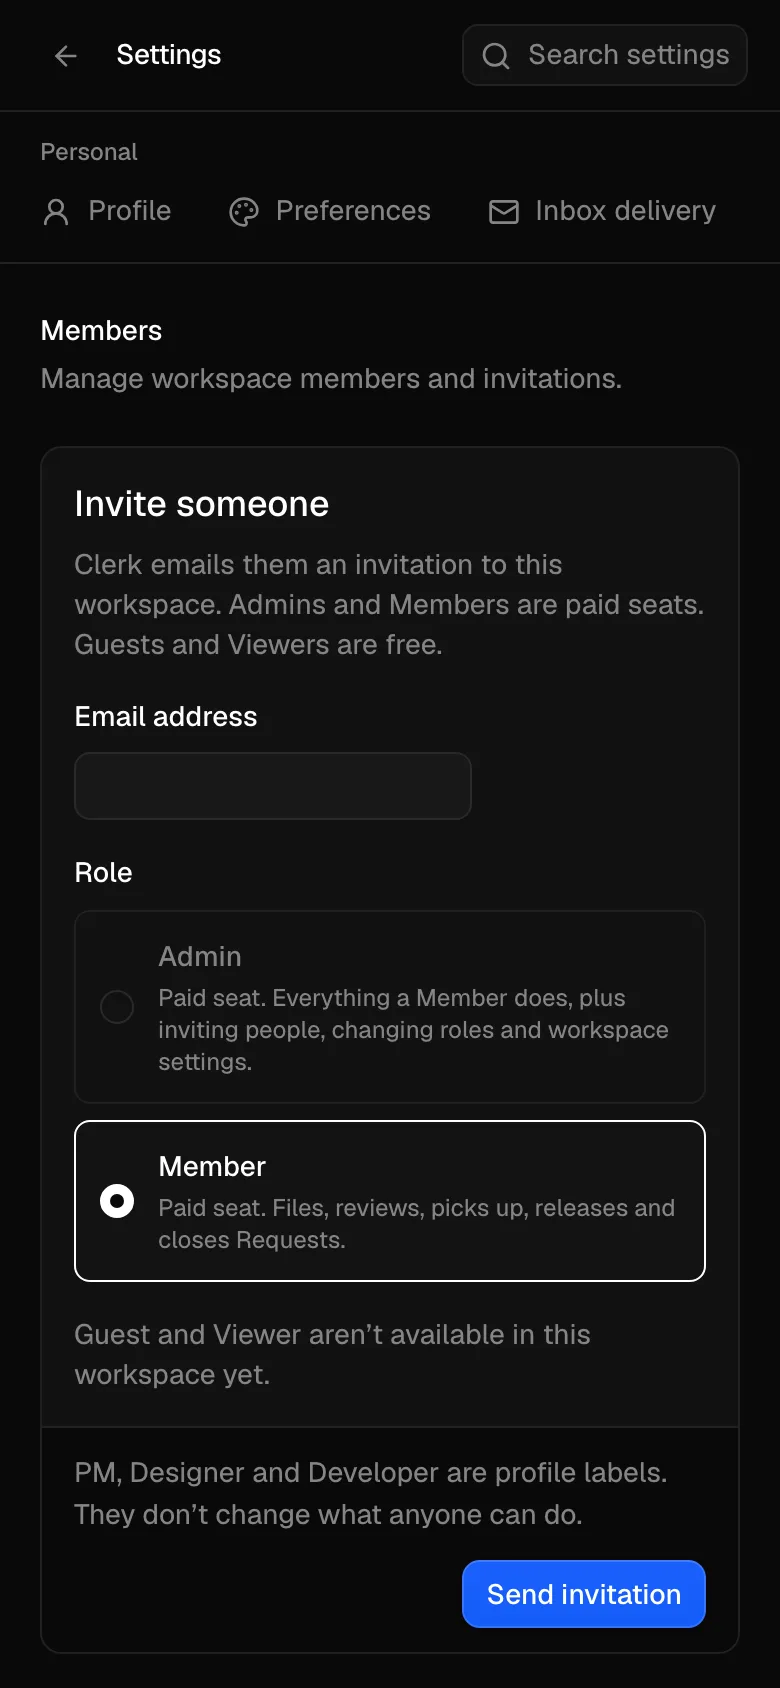 Settings
Search settings
Personal
Profile
Preferences
Inbox delivery
Members
Manage workspace members and invitations.
Invite someone
Clerk emails them an invitation to this
workspace. Admins and Members are paid seats.
Guests and Viewers are free.
Email address
Role
Admin
Paid seat. Everything a Member does, plus
inviting people, changing roles and workspace
settings.
Member
Paid seat. Files, reviews, picks up, releases and
closes Requests.
Guest and Viewer aren’t available in this
workspace yet.
PM, Designer and Developer are profile labels.
They don’t change what anyone can do.
Send invitation